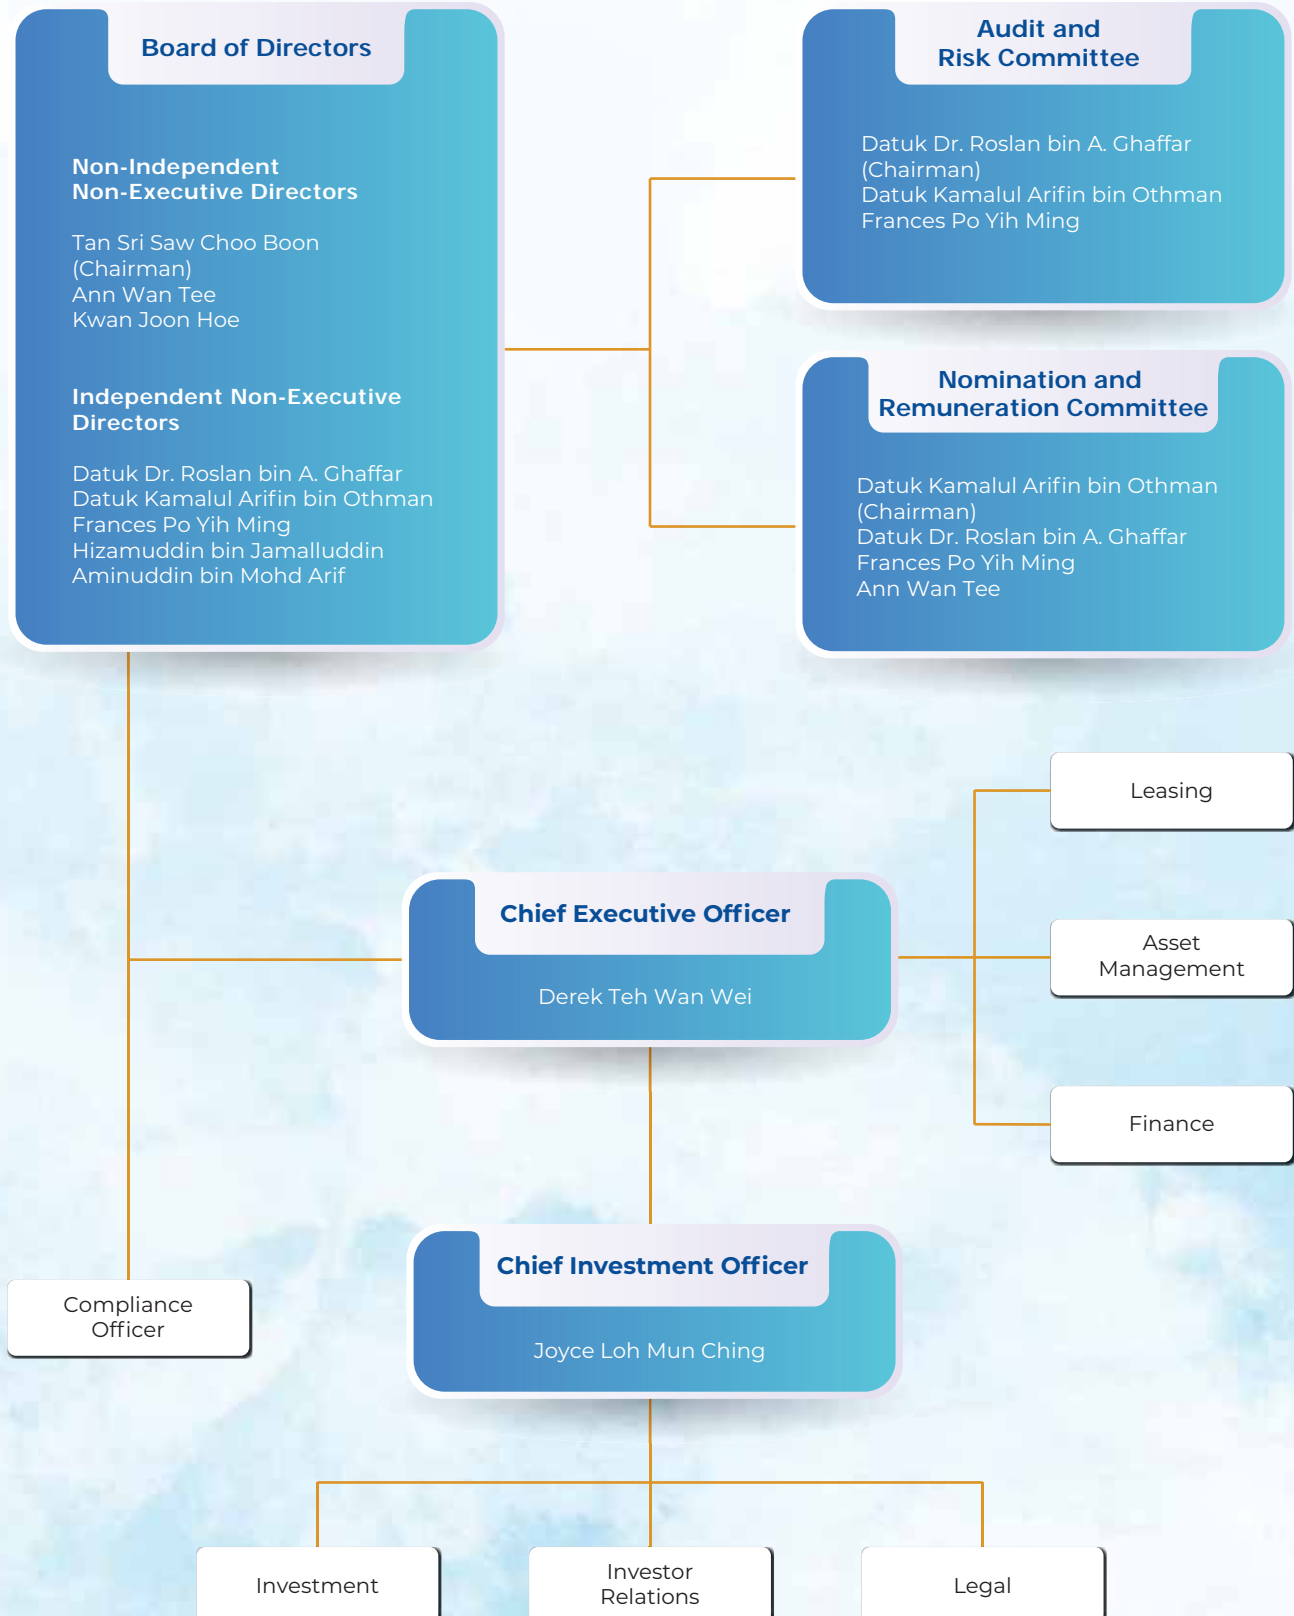 Board of Directors
Non-Independent
Non-Executive Directors
Tan Sri Saw Choo Boon
(Chairman)
Ann Wan Tee
Kwan Joon Hoe
Independent Non-Executive
Directors
Datuk Dr. Roslan bin A. Ghaffar
Datuk Kamalul Arifin bin Othman
Frances Po Yih Ming
Hizamuddin bin Jamalluddin
Aminuddin bin Mohd Arif
Audit and
Risk Committee
Datuk Dr. Roslan bin A. Ghaffar
(Chairman)
Datuk Kamalul Arifin bin Othman
Frances Po Yih Ming
Nomination and
Remuneration Committee
Datuk Kamalul Arifin bin Othman
(Chairman)
Datuk Dr. Roslan bin A. Ghaffar
Frances Po Yih Ming
Ann Wan Tee
Leasing
Chief Executive Officer
Derek Teh Wan Wei
Asset
Management
Finance
Chief Investment Officer
Joyce Loh Mun Ching
Compliance
Officer
Investment
Investor
Relations
Legal